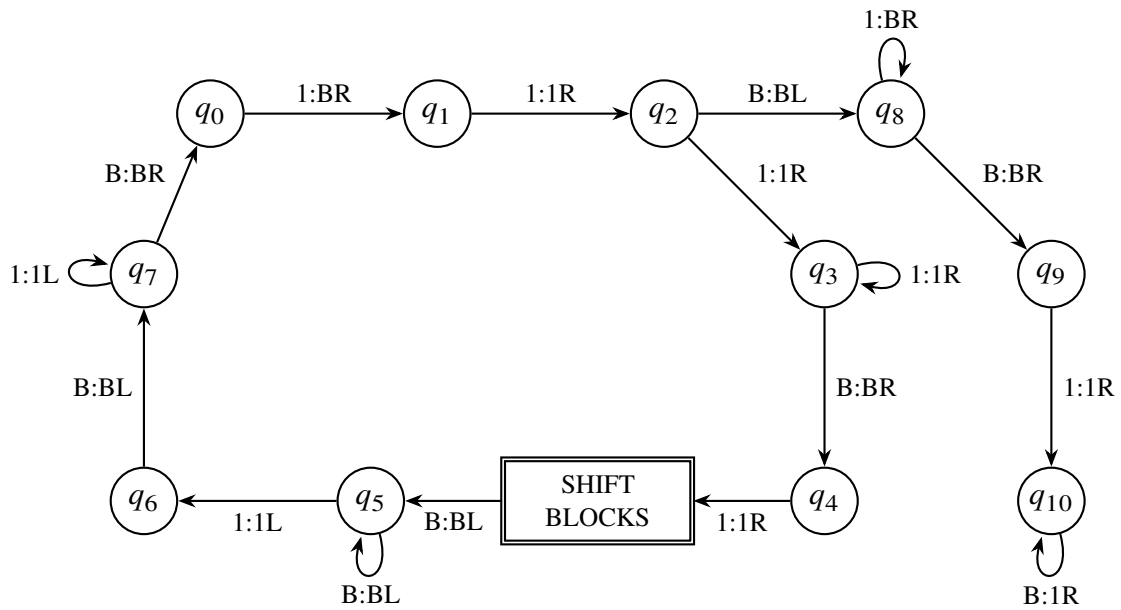 1:BR
q0 1:BR q1 1:1R q2 B:BL q8
B:BR 1:1R B:BR
1:1L q7 q3 1:1R q9
B:BL B:BR 1:1R
q6 1:1L q5 B:BL SHIFT 1:1R q4 q10
BLOCKS
B:BL B:1R